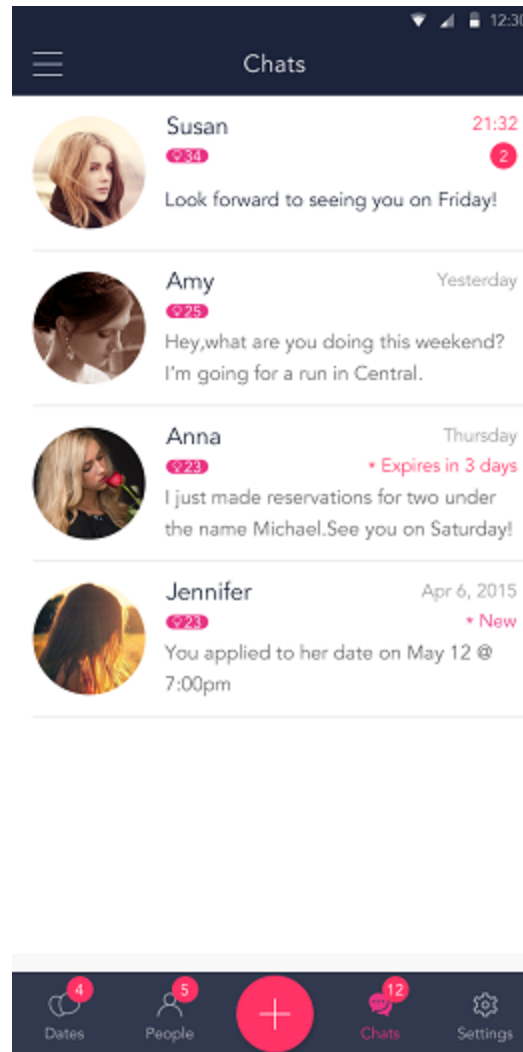 12:30
Chats
Susan
21:32
♀34
2
Look forward to seeing you on Friday!
Amy
Yesterday
♀25
Hey,what are you doing this weekend?
I'm going for a run in Central.
Anna
Thursday
♀23
* Expires in 3 days
I just made reservations for two under
the name Michael.See you on Saturday!
Jennifer
Apr 6, 2015
♀23
* New
You applied to her date on May 12 @
7:00pm
4
5
12
Dates
People
Chats
Settings